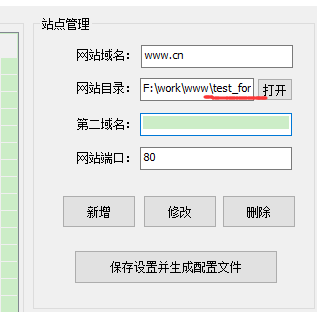 站点管理
网站域名: www.cn
网站目录: F:\work\www\test_for 打开
第二域名:
网站端口: 80
新增 修改 删除
保存设置并生成配置文件